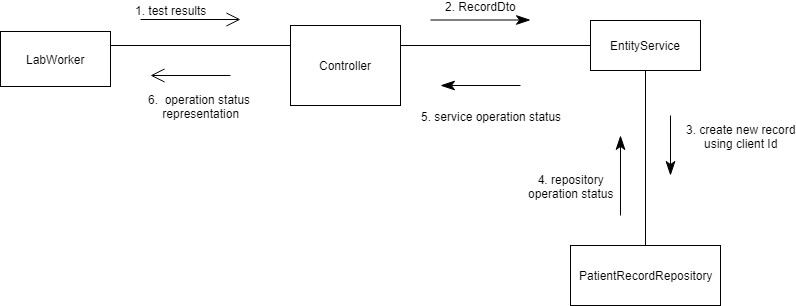 1. test results
2. RecordDto
LabWorker
Controller
EntityService
6. operation status
representation
5. service operation status
3. create new record
using client Id
4. repository
operation status
PatientRecordRepository